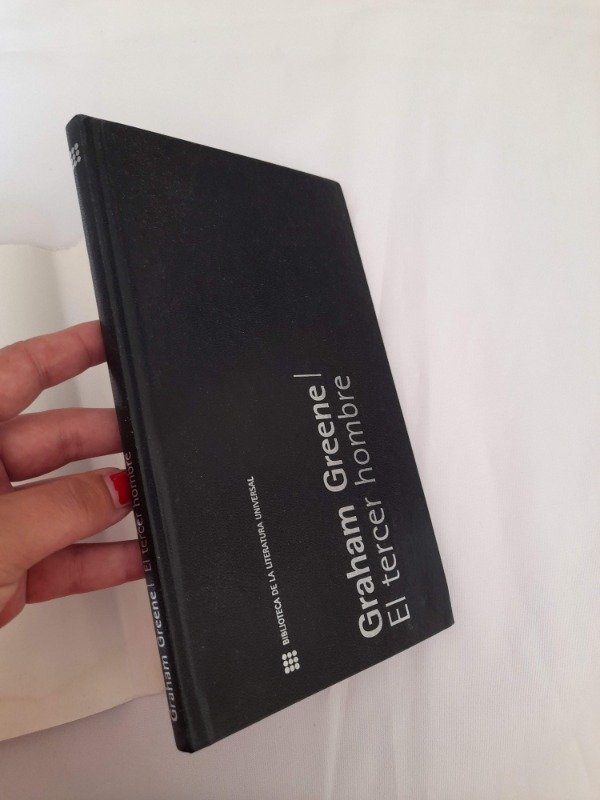 Graham Greene|
El tercer hombre
BIBLIOTECA DE LA LITERATURA UNIVERSAL
Graham Greene| El tercer hombre